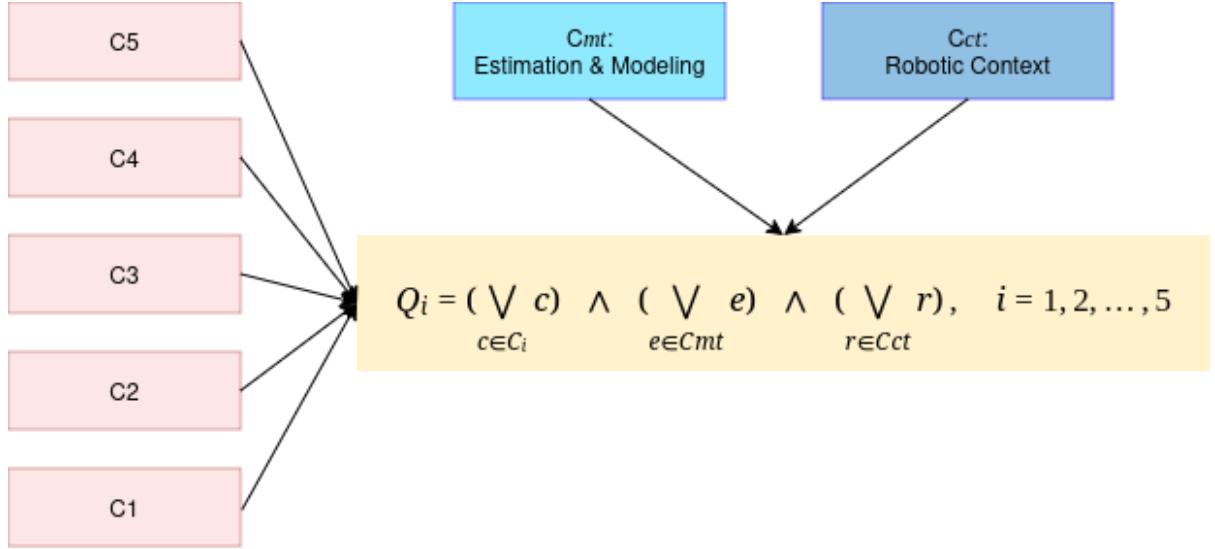 C5
C4
C3
C2
C1
Cmt:
Estimation & Modeling
Cct:
Robotic Context
Qi = ( ⋁ c) ∧ ( ⋁ e) ∧ ( ⋁ r), i = 1, 2, …, 5
c∈Ci e∈Cmt r∈Cct